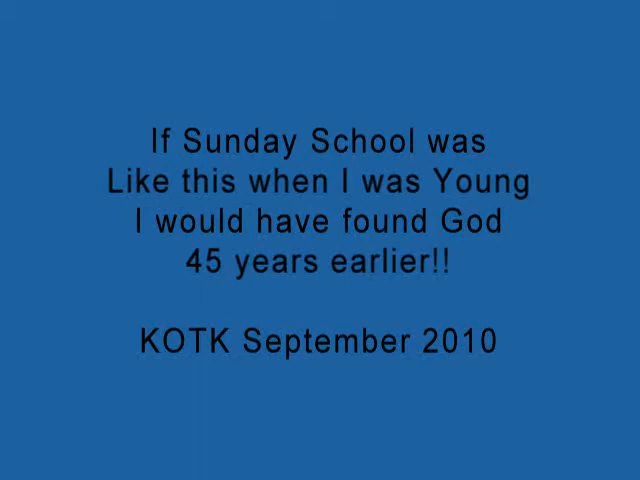 If Sunday School was
Like this when I was Young
I would have found God
45 years earlier!!
KOTK September 2010